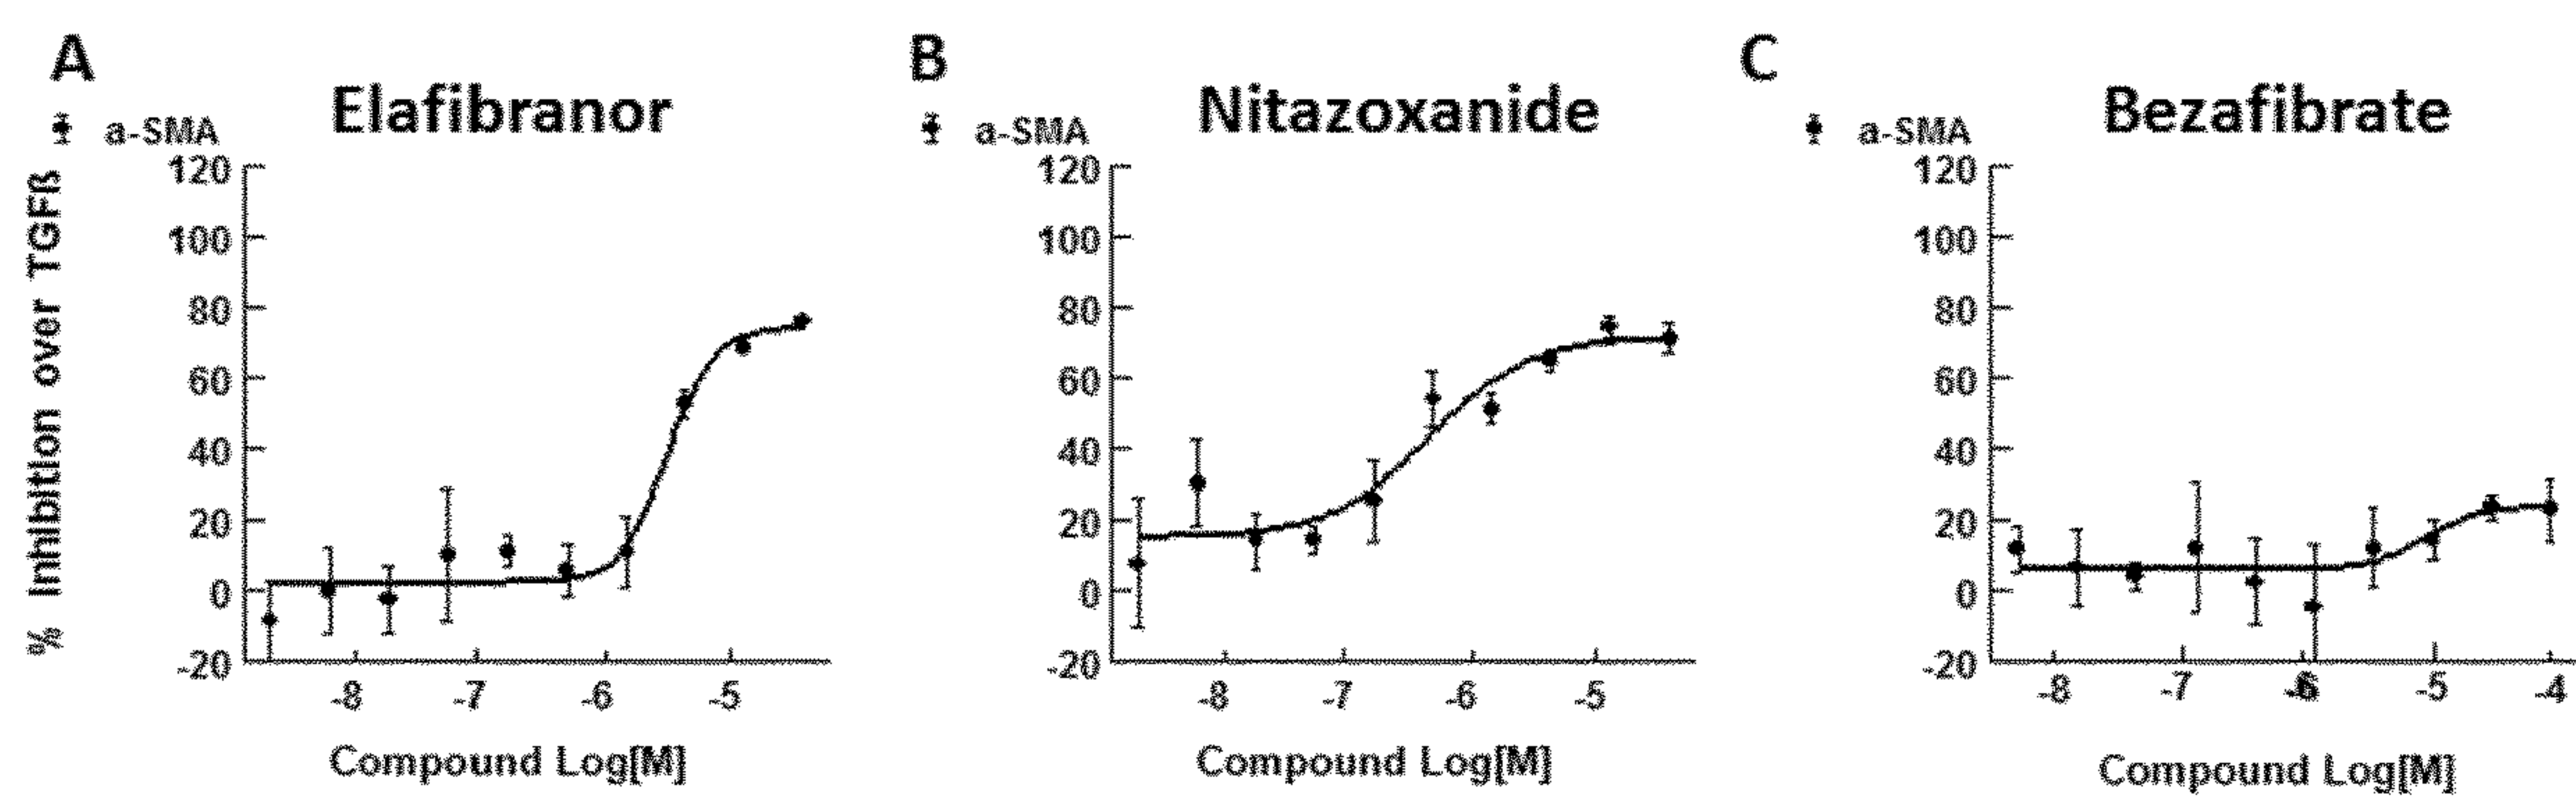 A
Elafibranor
a-SMA
% Inhibition over TGFß
120
100
80
60
40
20
0
-20
-8 -7 -6 -5
Compound Log[M]
B
Nitazoxanide
a-SMA
120
100
80
60
40
20
0
-20
-8 -7 -6 -5
Compound Log[M]
C
Bezafibrate
a-SMA
120
100
80
60
40
20
0
-20
-8 -7 -6 -5 -4
Compound Log[M]